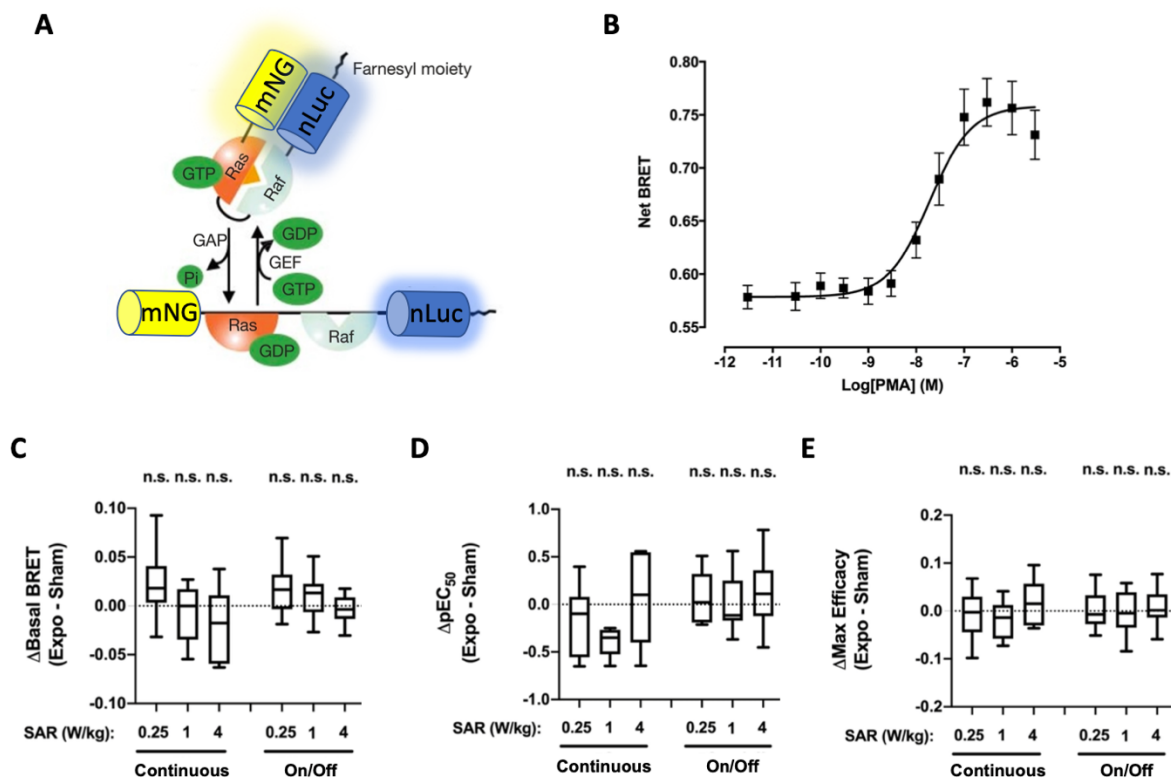 A
mNG
nLuc
Farnesyl moiety
GTP
Ras
Raf
GAP
GDP
GEF
Pi
GTP
mNG
Ras
Raf
nLuc
GDP
B
Net BRET
0.80
0.75
0.70
0.65
0.60
0.55
-12 -11 -10 -9 -8 -7 -6 -5
Log[PMA] (M)
C
n.s. n.s. n.s. n.s. n.s. n.s.
ΔBasal BRET
(Expo - Sham)
0.10
0.05
0.00
-0.05
-0.10
SAR (W/kg): 0.25 1 4 0.25 1 4
Continuous On/Off
D
n.s. n.s. n.s. n.s. n.s. n.s.
ΔpEC50
(Expo - Sham)
1.0
0.5
0.0
-0.5
-1.0
SAR (W/kg): 0.25 1 4 0.25 1 4
Continuous On/Off
E
n.s. n.s. n.s. n.s. n.s. n.s.
ΔMax Efficacy
(Expo - Sham)
0.2
0.1
0.0
-0.1
-0.2
SAR (W/kg): 0.25 1 4 0.25 1 4
Continuous On/Off